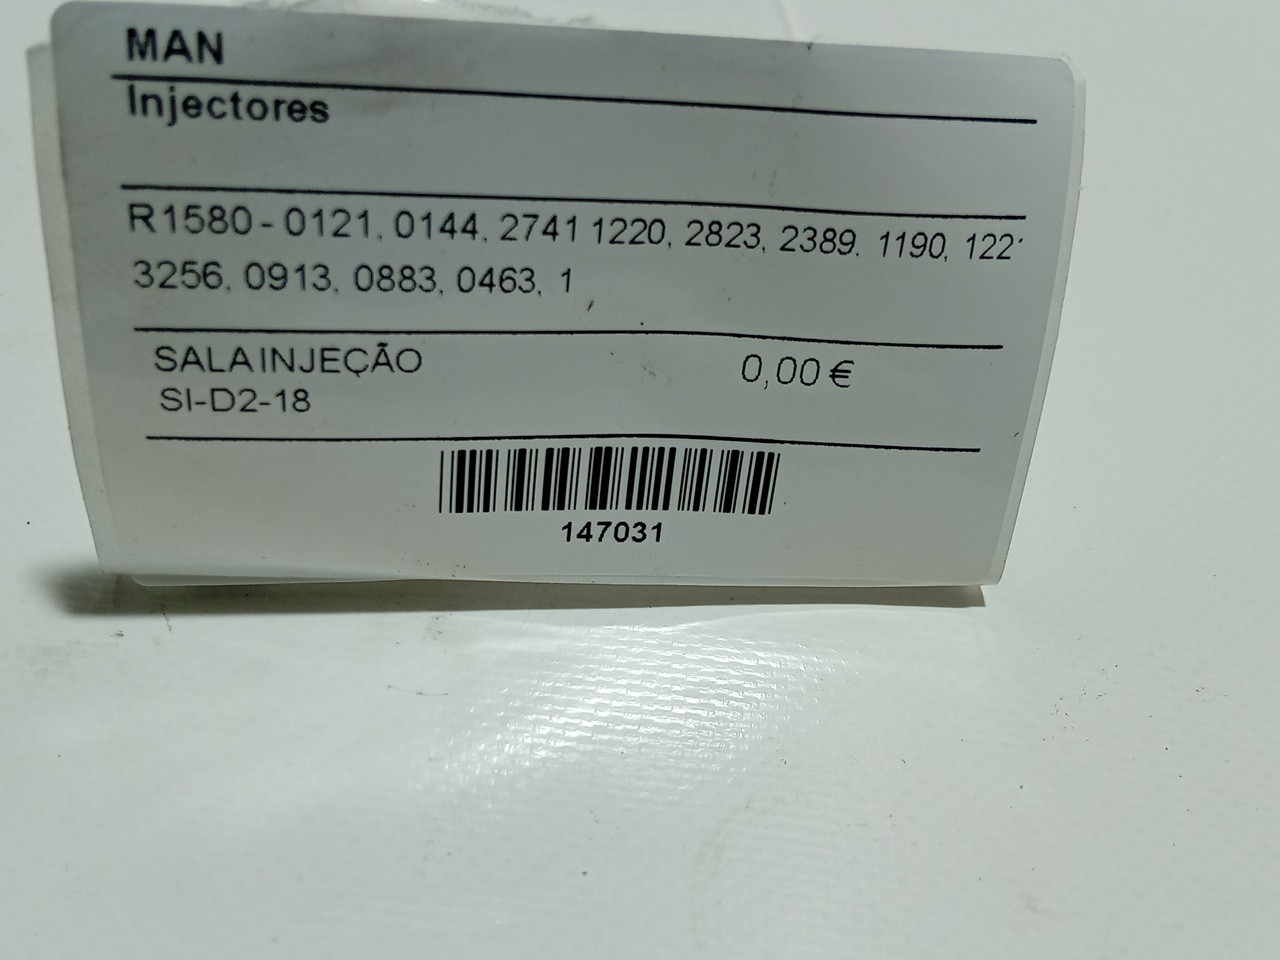 MAN
Injectores
R1580 - 0121, 0144, 2741 1220, 2823, 2389, 1190,
3256, 0913, 0883, 0463, 1
SALA INJEÇÃO
0,00 €
SI-D2-18
147031